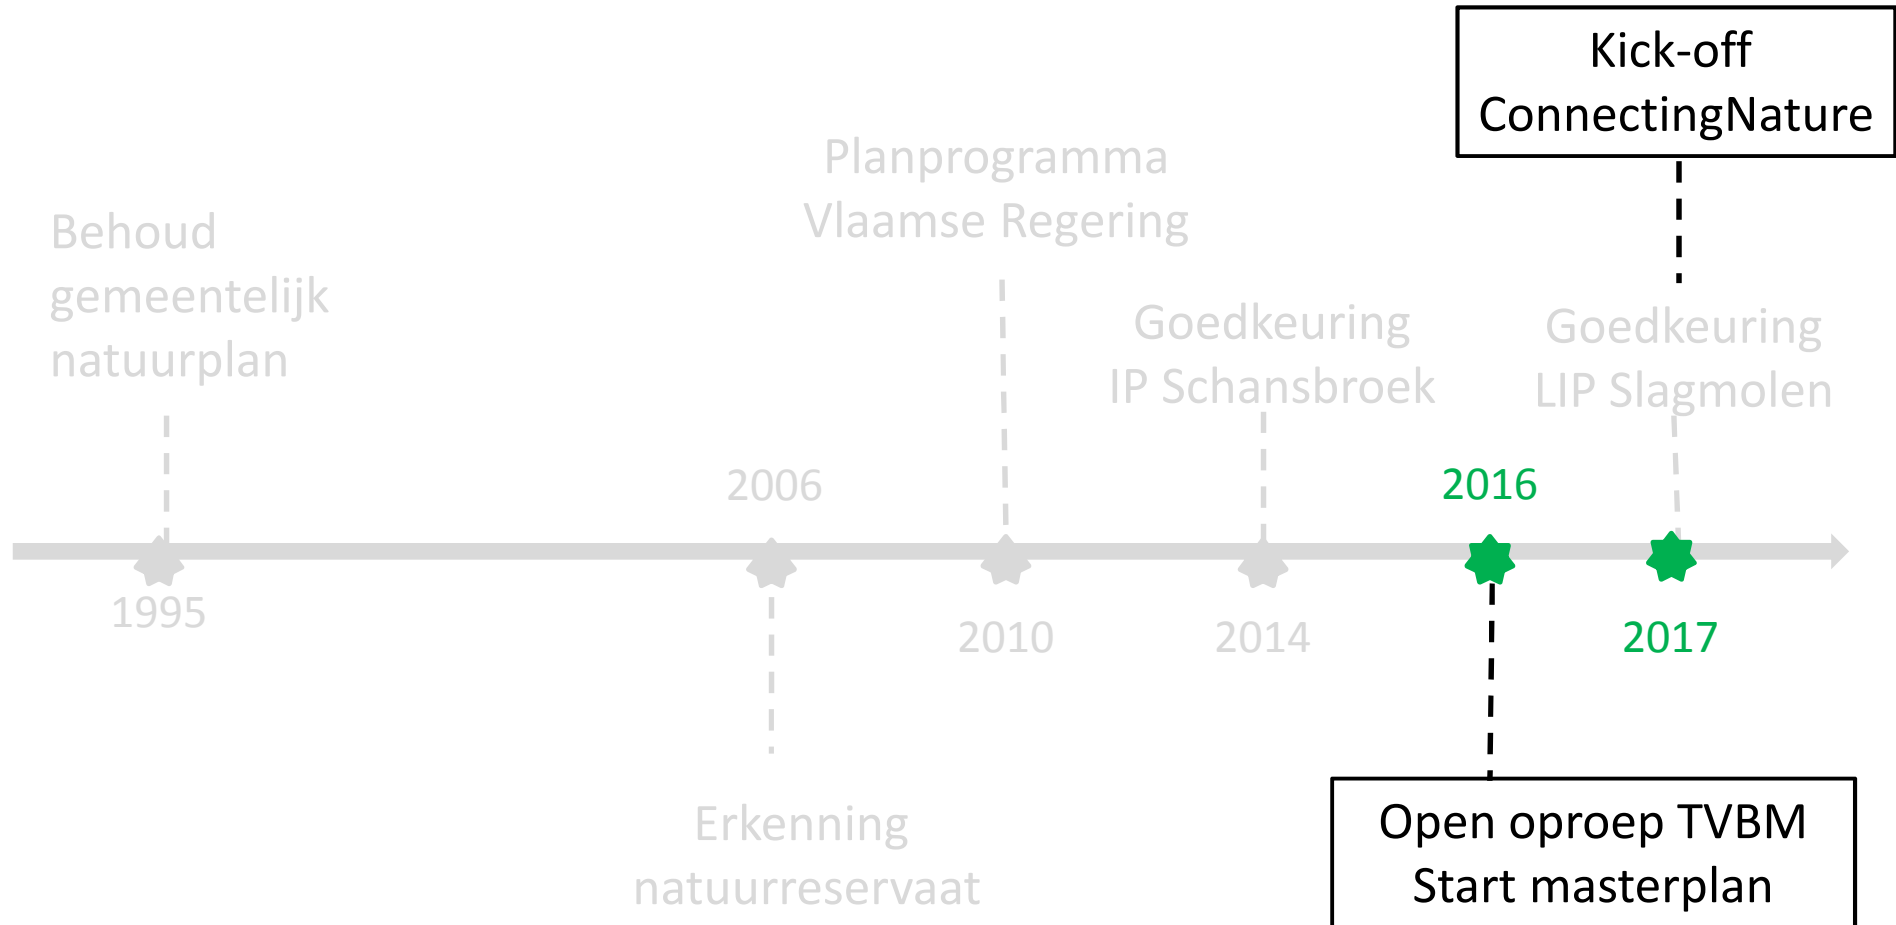 Kick-off
ConnectingNature
Planprogramma
Vlaamse Regering
Behoud
gemeentelijk
natuurplan
Goedkeuring
IP Schansbroek
Goedkeuring
LIP Slagmolen
2006
2016
1995
2010
2014
2017
Erkenning
natuurreservaat
Open oproep TVBM
Start masterplan